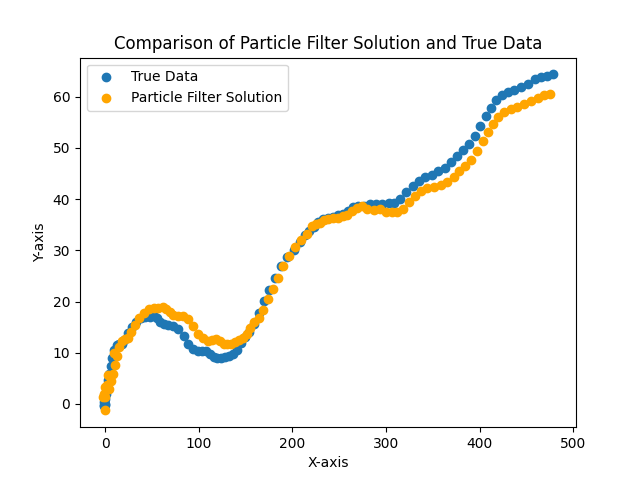 Comparison of Particle Filter Solution and True Data
True Data
Particle Filter Solution
Y-axis
60
50
40
30
20
10
0
0 100 200 300 400 500
X-axis